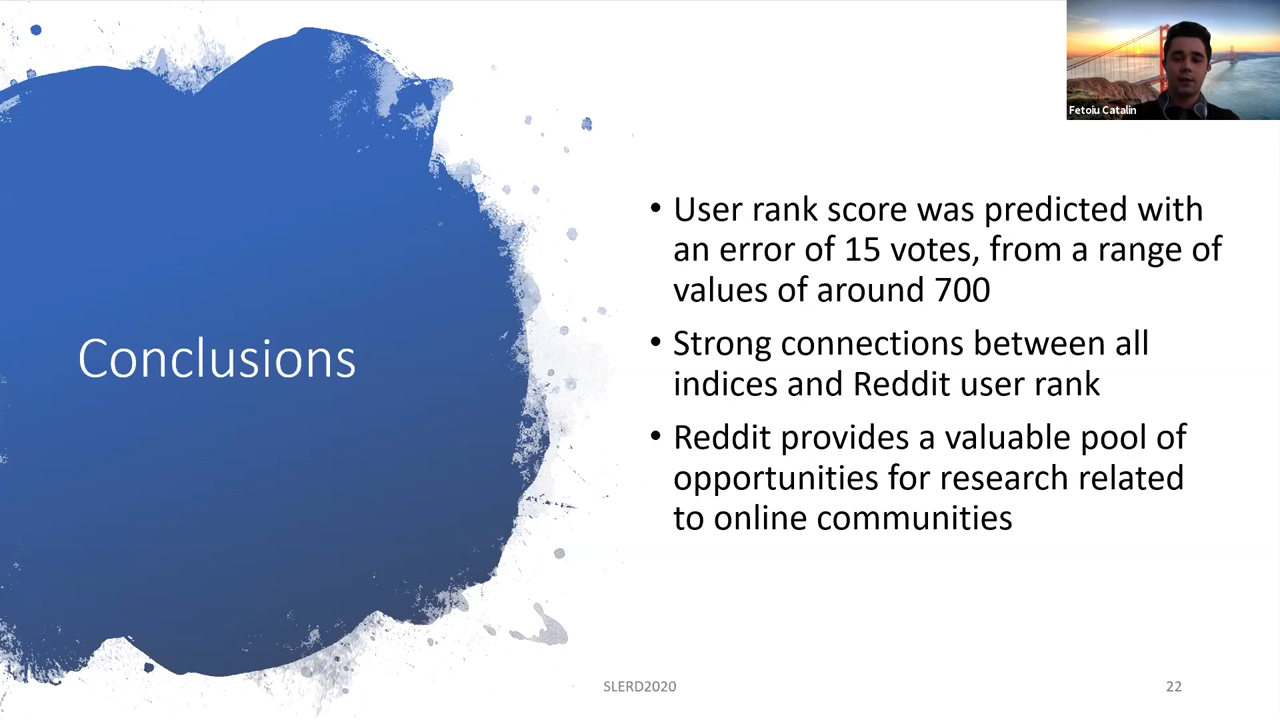 Fetoiu Catalin
Conclusions
• User rank score was predicted with
an error of 15 votes, from a range of
values of around 700
• Strong connections between all
indices and Reddit user rank
• Reddit provides a valuable pool of
opportunities for research related
to online communities
SLERD2020
22